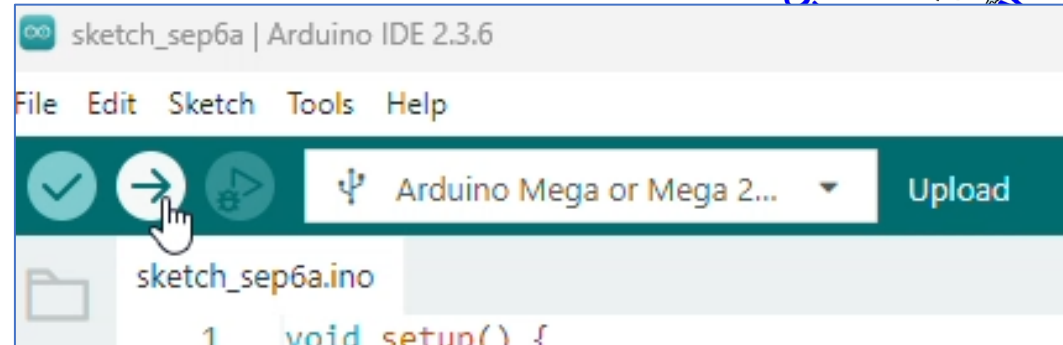 sketch_sep6a | Arduino IDE 2.3.6
File Edit Sketch Tools Help
Arduino Mega or Mega 2... Upload
sketch_sep6a.ino
1 void setup() {